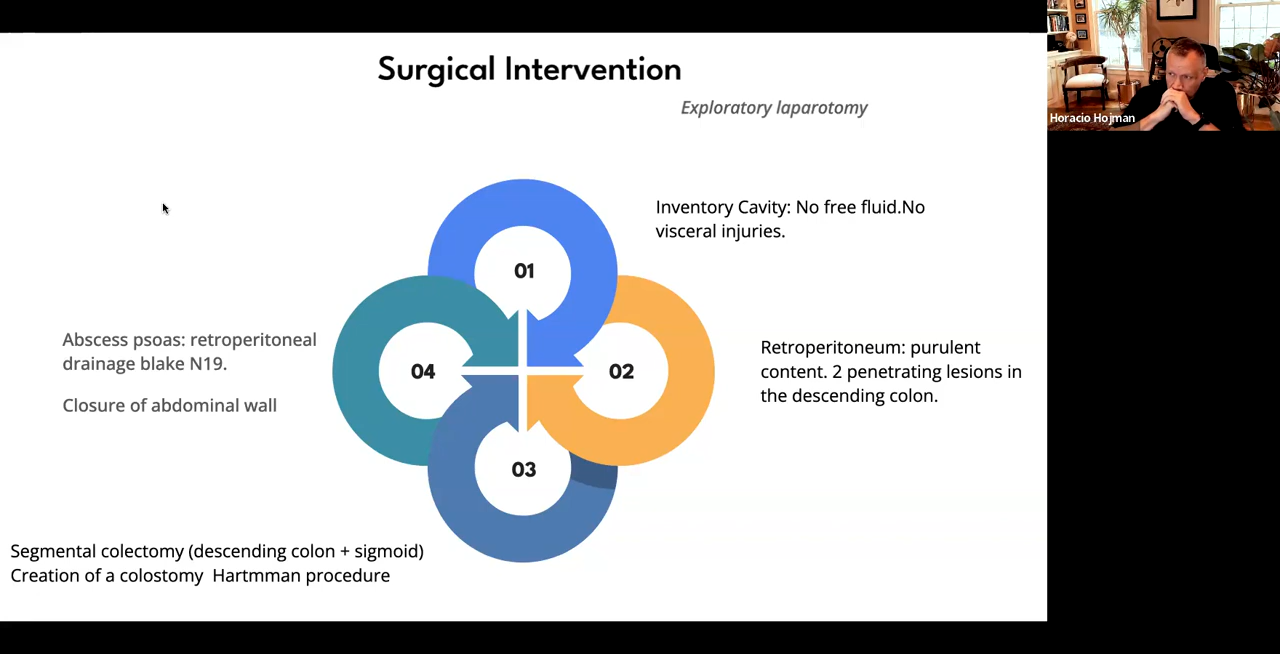 Surgical Intervention
Exploratory laparotomy
Horacio Hojman
01
Inventory Cavity: No free fluid.No
visceral injuries.
02
Retroperitoneum: purulent
content. 2 penetrating lesions in
the descending colon.
03
Segmental colectomy (descending colon + sigmoid)
Creation of a colostomy  Hartmman procedure
04
Abscess psoas: retroperitoneal
drainage blake N19.
Closure of abdominal wall